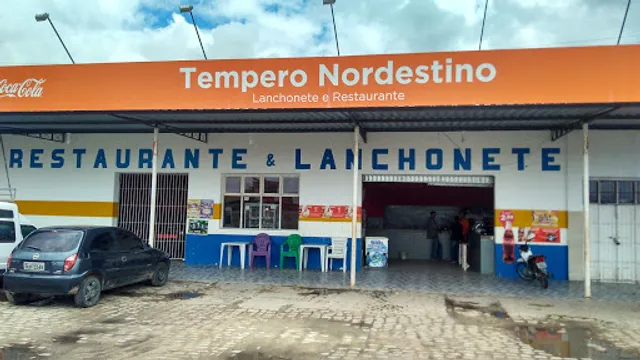 Coca-Cola
Tempero Nordestino
Lanchonete e Restaurante
RESTAURANTE & LANCHONETE